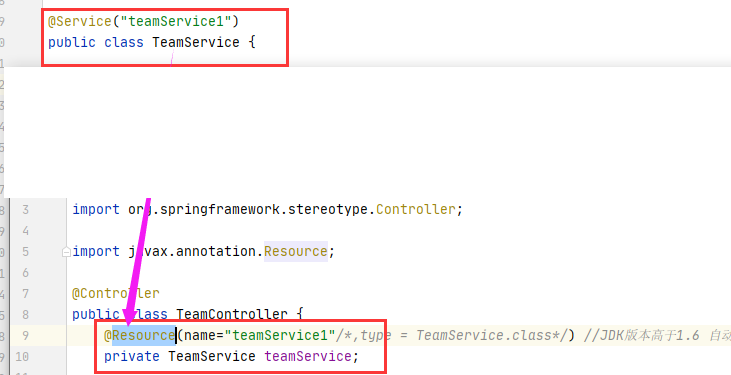 @Service("teamService1")
public class TeamService {
3 import org.springframework.stereotype.Controller;
4
5 import javax.annotation.Resource;
6
7 @Controller
8 public class TeamController {
9 @Resource(name="teamService1"/*,type = TeamService.class*/) //JDK版本高于1.6 自动
10 private TeamService teamService;